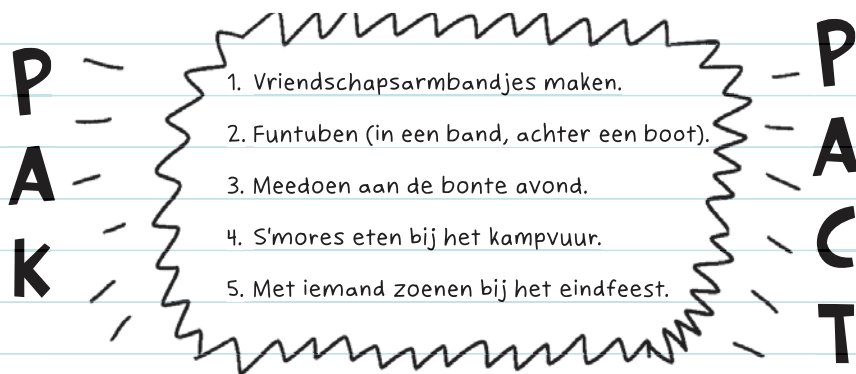 PAK
1. Vriendschapsarmbandjes maken.
2. Funtuben (in een band, achter een boot).
3. Meedoen aan de bonte avond.
4. S'mores eten bij het kampvuur.
5. Met iemand zoenen bij het eindfeest.
PACT